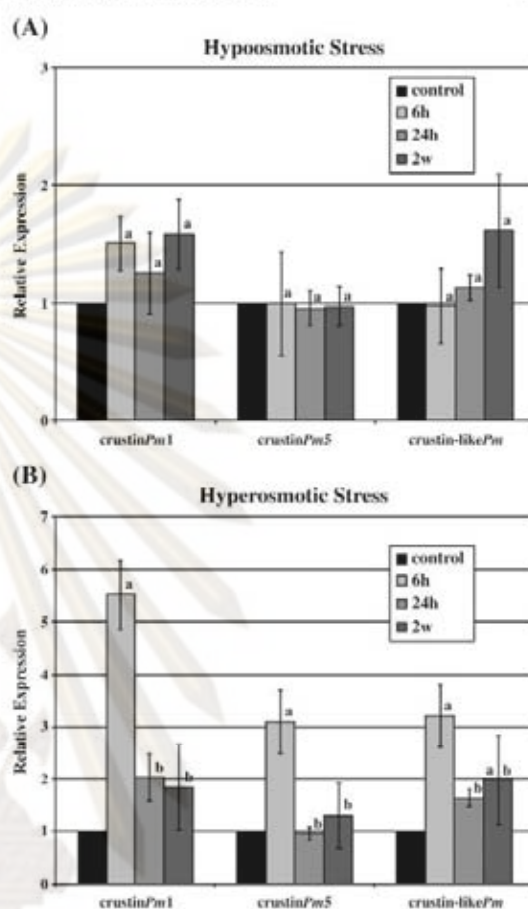 (A)
Hypoosmotic Stress
3
2
1
0
Relative Expression
control
6h
24h
2w
a
a
a
a
a
a
a
a
a
crustinPm1
crustinPm5
crustin-likePm
(B)
Hyperosmotic Stress
7
6
5
4
3
2
1
0
Relative Expression
control
6h
24h
2w
a
b
b
a
b
b
a
b
a b
crustinPm1
crustinPm5
crustin-likePm